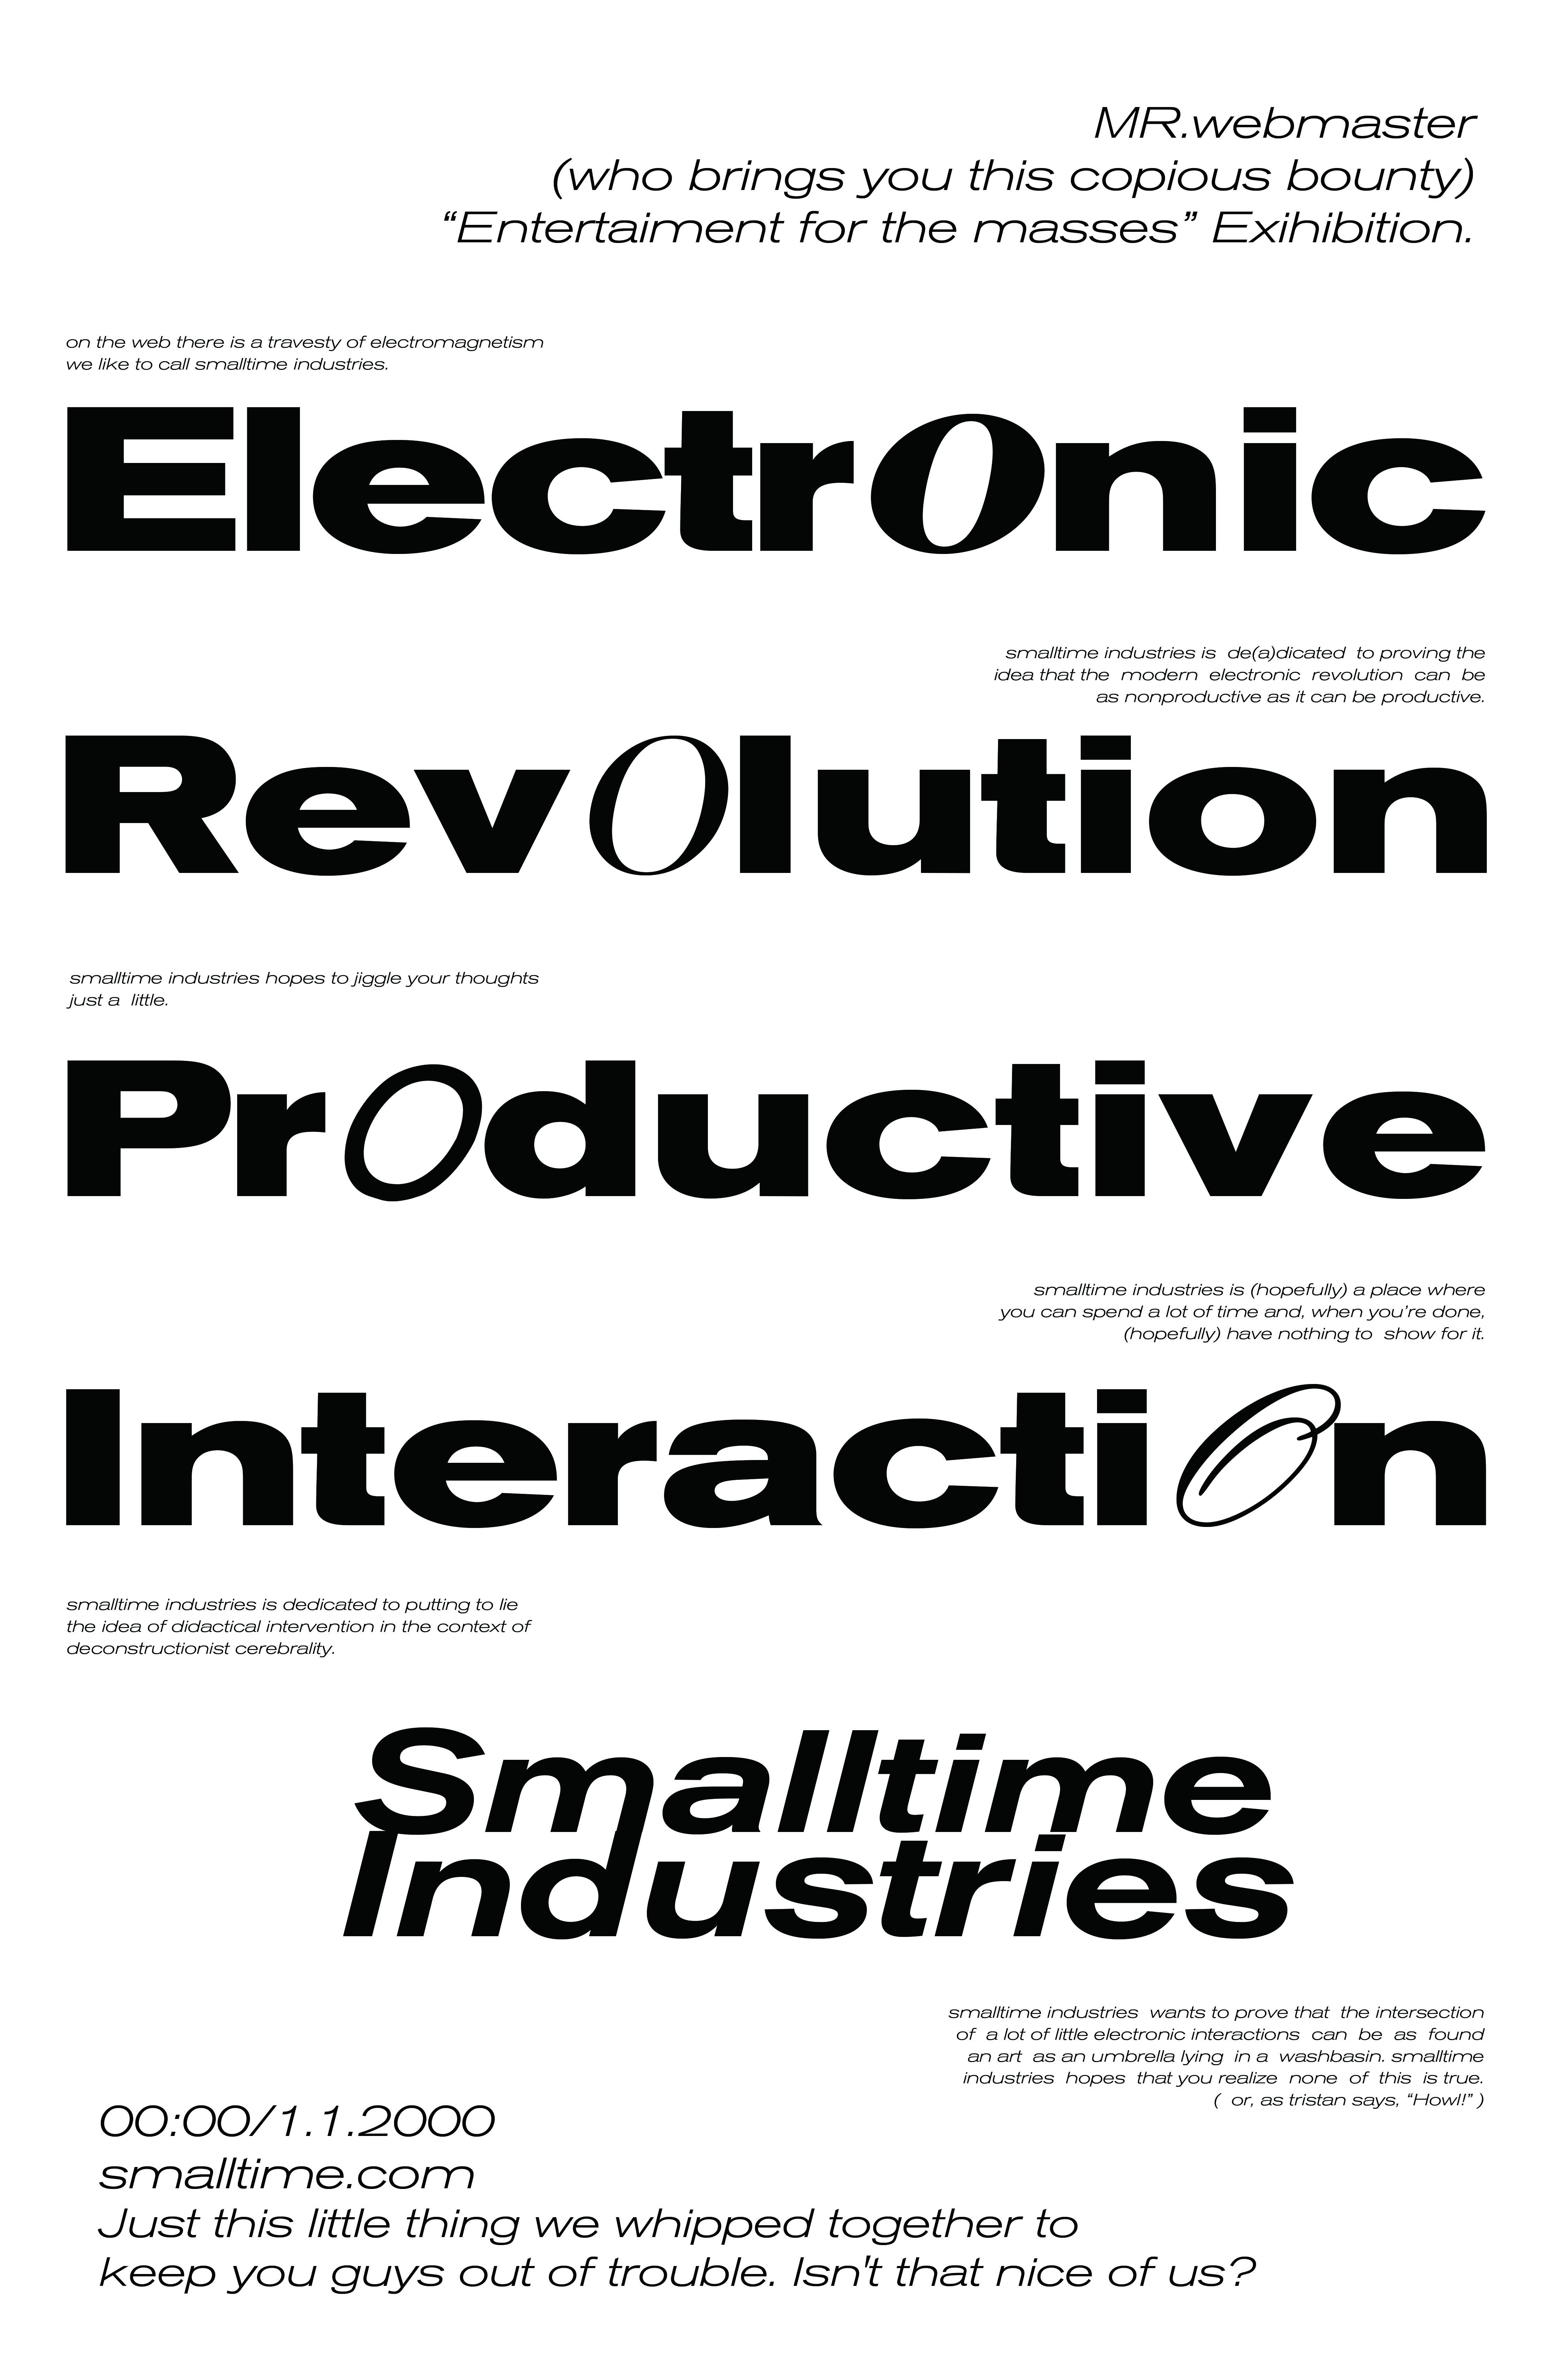 MR.webmaster
(who brings you this copious bounty)
“Entertaiment for the masses” Exihibition.
on the web there is a travesty of electromagnetism
we like to call smalltime industries.
ElectrOnic
smalltime industries is de(a)dicated to proving the
idea that the modern electronic revolution can be
as nonproductive as it can be productive.
RevOlution
smalltime industries hopes to jiggle your thoughts
just a little.
PrOductive
smalltime industries is (hopefully) a place where
you can spend a lot of time and, when you’re done,
(hopefully) have nothing to show for it.
InteractiOn
smalltime industries is dedicated to putting to lie
the idea of didactical intervention in the context of
deconstructionist cerebrality.
Smalltime
Industries
smalltime industries wants to prove that the intersection
of a lot of little electronic interactions can be as found
an art as an umbrella lying in a washbasin. smalltime
industries hopes that you realize none of this is true.
( or, as tristan says, “Howl!” )
00:00/1.1.2000
smalltime.com
Just this little thing we whipped together to
keep you guys out of trouble. Isn't that nice of us?